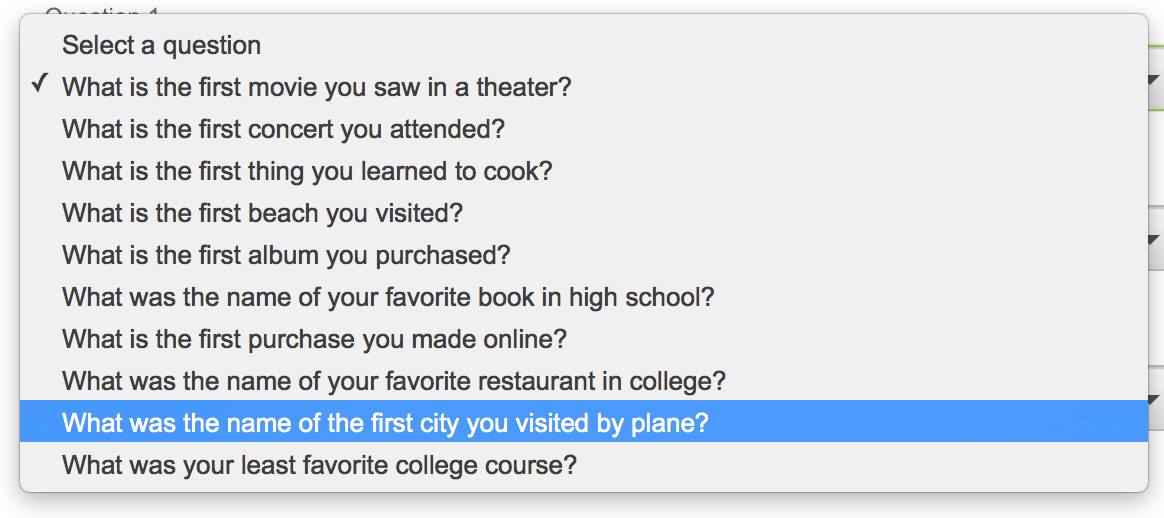 Question 1
Select a question
✓ What is the first movie you saw in a theater?
What is the first concert you attended?
What is the first thing you learned to cook?
What is the first beach you visited?
What is the first album you purchased?
What was the name of your favorite book in high school?
What is the first purchase you made online?
What was the name of your favorite restaurant in college?
What was the name of the first city you visited by plane?
What was your least favorite college course?